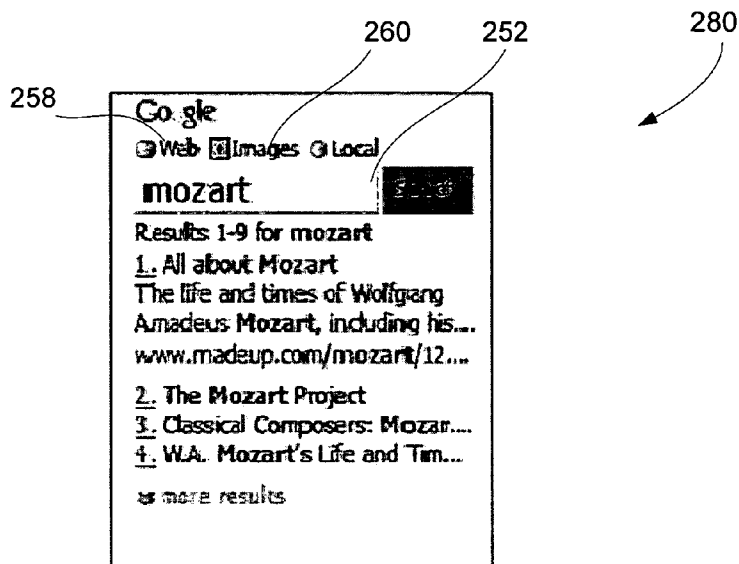 260 252 280
258
Google
Web Images Local
mozart Search
Results 1-9 for mozart
1. All about Mozart
The life and times of Wolfgang
Amadeus Mozart, including his....
www.madeup.com/mozart/12....
2. The Mozart Project
3. Classical Composers: Mozar....
4. W.A. Mozart's Life and Tim...
more results